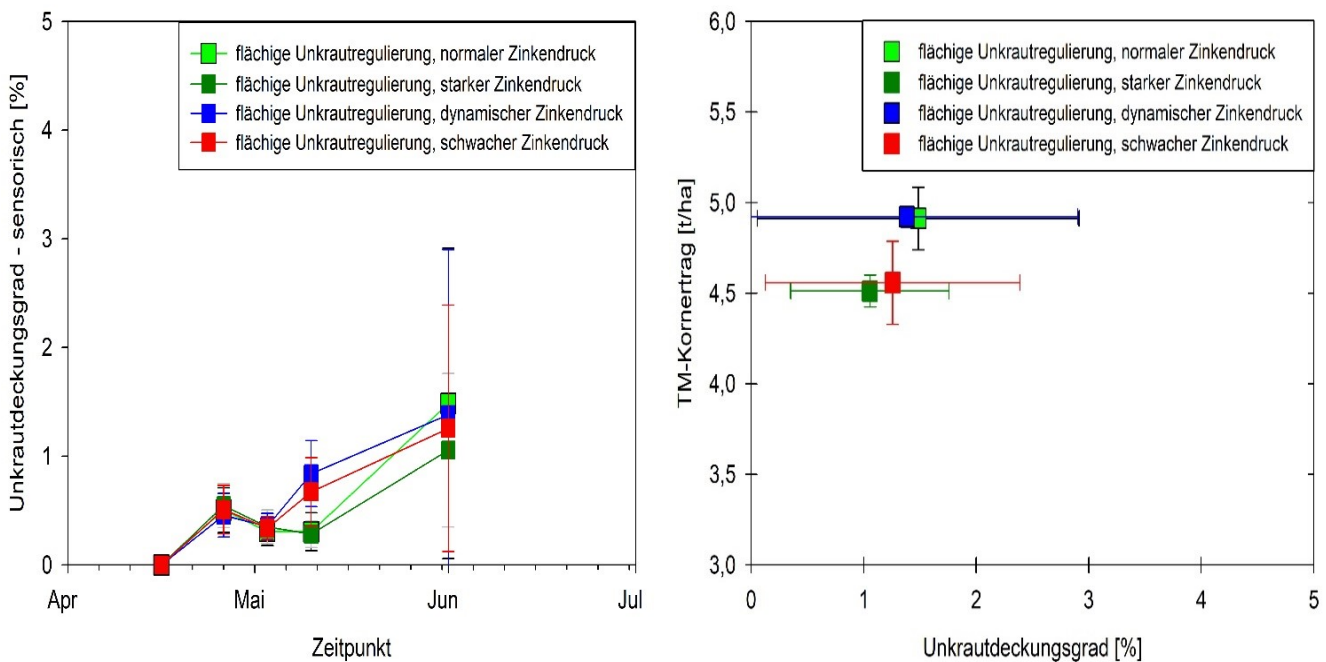 Unkrautdeckungsgrad - sensorisch [%]
5
4
3
2
1
0
flächige Unkrautregulierung, normaler Zinkendruck
flächige Unkrautregulierung, starker Zinkendruck
flächige Unkrautregulierung, dynamischer Zinkendruck
flächige Unkrautregulierung, schwacher Zinkendruck
Apr Mai Jun Jul
Zeitpunkt
TM-Kornertrag [t/ha]
6,0
5,5
5,0
4,5
4,0
3,5
3,0
flächige Unkrautregulierung, normaler Zinkendruck
flächige Unkrautregulierung, starker Zinkendruck
flächige Unkrautregulierung, dynamischer Zinkendruck
flächige Unkrautregulierung, schwacher Zinkendruck
0 1 2 3 4 5
Unkrautdeckungsgrad [%]